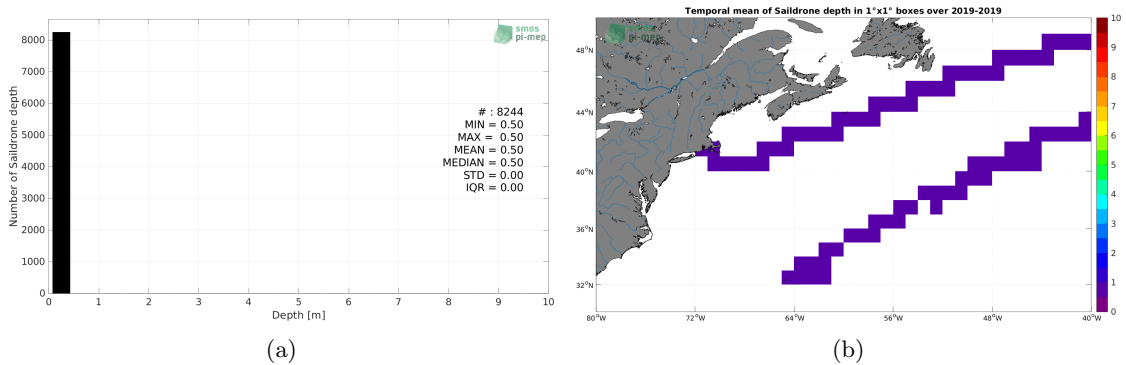 smos
pi-mep
8000
7000
6000
5000
4000
3000
2000
1000
0
Number of Saildrone depth
# : 8244
MIN = 0.50
MAX = 0.50
MEAN = 0.50
MEDIAN = 0.50
STD = 0.00
IQR = 0.00
0 1 2 3 4 5 6 7 8 9 10
Depth [m]
(a)
Temporal mean of Saildrone depth in 1°x1° boxes over 2019-2019
smos
pi-mep
48°N
44°N
40°N
36°N
32°N
80°W 72°W 64°W 56°W 48°W 40°W
10
9
8
7
6
5
4
3
2
1
0
(b)